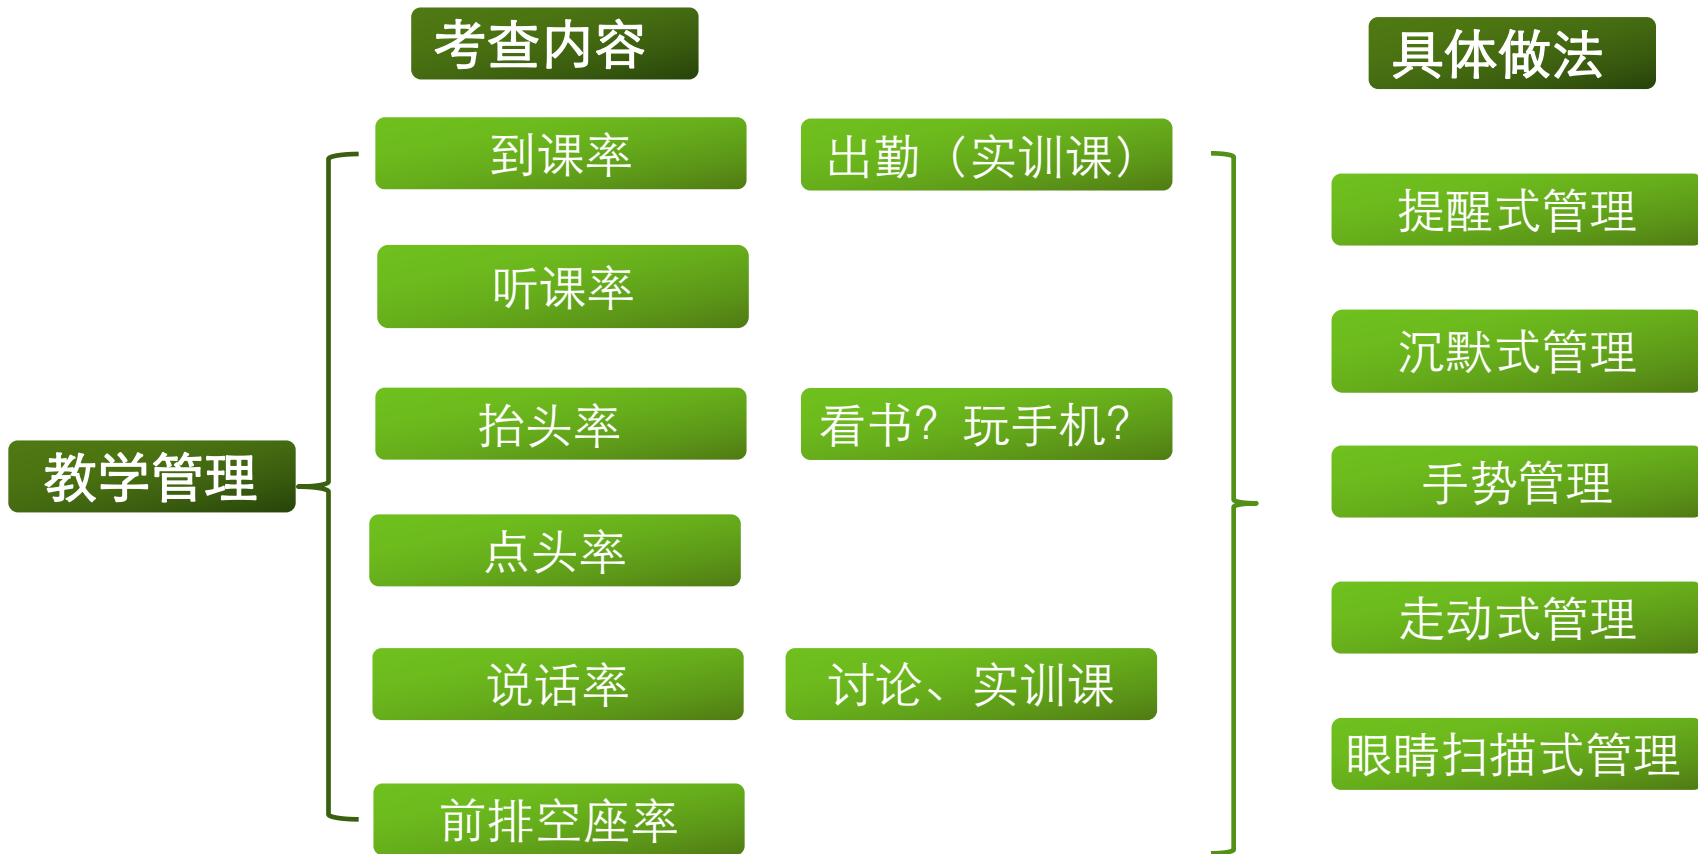 考查内容
具体做法
到课率
出勤（实训课）
提醒式管理
听课率
沉默式管理
抬头率
看书？玩手机？
手势管理
教学管理
点头率
走动式管理
说话率
讨论、实训课
眼睛扫描式管理
前排空座率